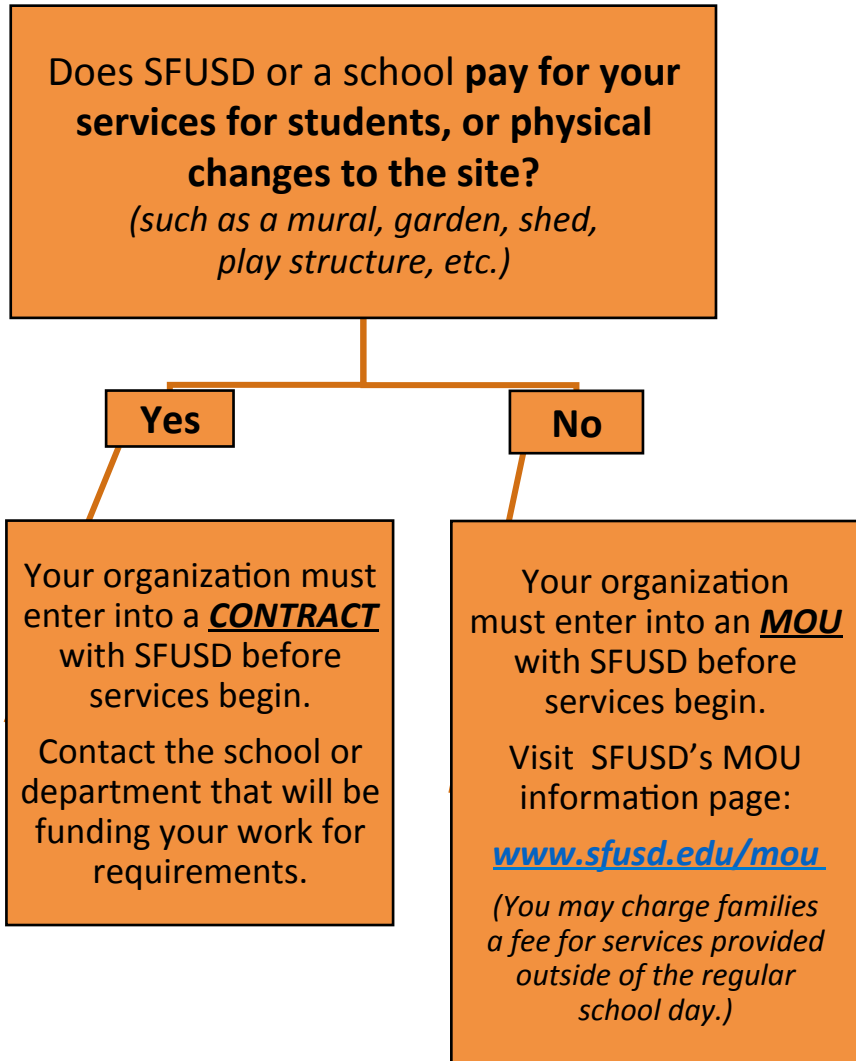 Does SFUSD or a school pay for your
services for students, or physical
changes to the site?
(such as a mural, garden, shed,
play structure, etc.)
Yes
No
Your organization must
enter into a CONTRACT
with SFUSD before
services begin.
Contact the school or
department that will be
funding your work for
requirements.
Your organization
must enter into an MOU
with SFUSD before
services begin.
Visit SFUSD’s MOU
information page:
www.sfusd.edu/mou
(You may charge families
a fee for services provided
outside of the regular
school day.)